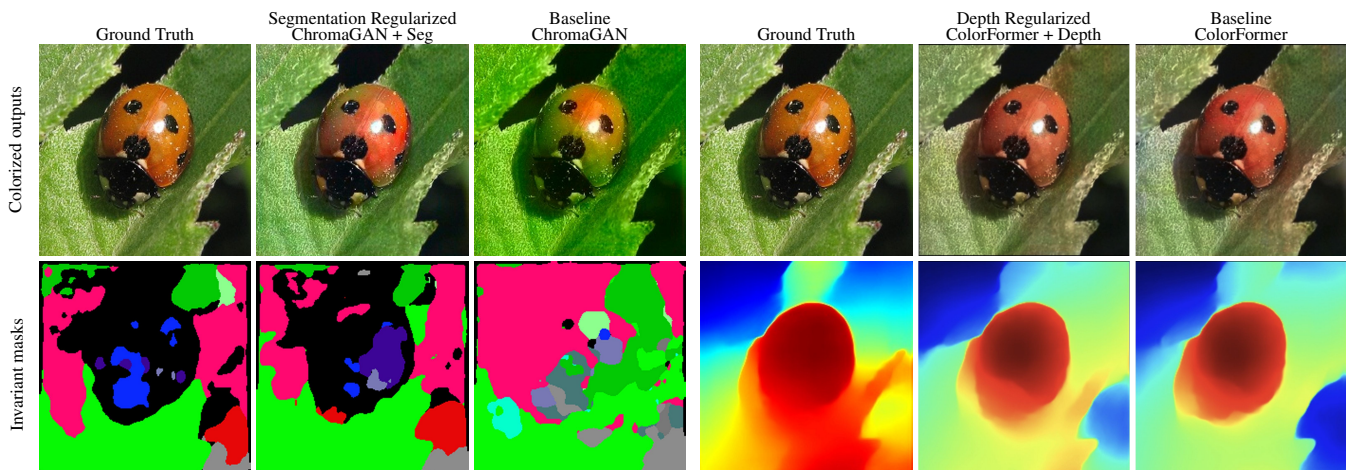 Ground Truth
Segmentation Regularized
ChromaGAN + Seg
Baseline
ChromaGAN
Ground Truth
Depth Regularized
ColorFormer + Depth
Baseline
ColorFormer
Colorized outputs
Invariant masks